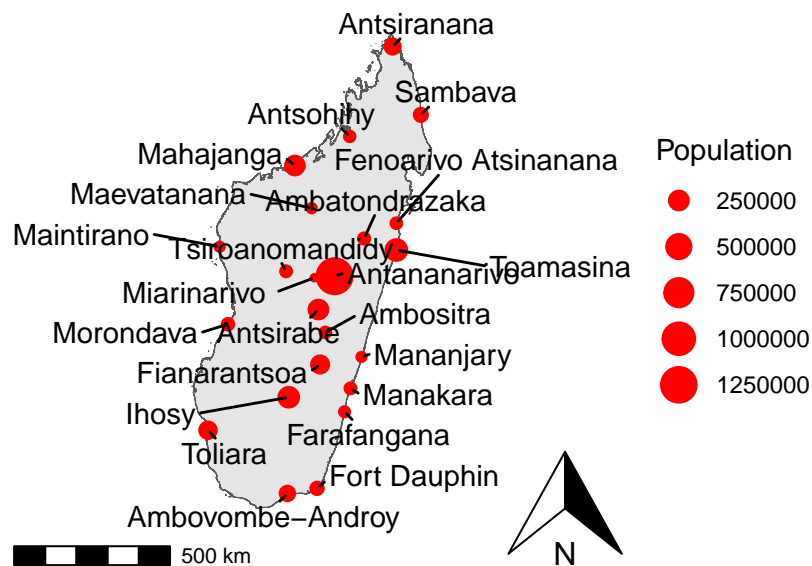 Antsiranana
Sambava
Antsohihy
Mahajanga
Fenoarivo Atsinanana
Maevatanana
Ambatondrazaka
Maintirano
Tsiroanomandidy
Toamasina
Antananarivo
Miarinarivo
Morondava
Antsirabe
Ambositra
Mananjary
Fianarantsoa
Manakara
Ihosy
Farafangana
Toliara
Fort Dauphin
Ambovombe−Androy
500 km
N
Population
250000
500000
750000
1000000
1250000